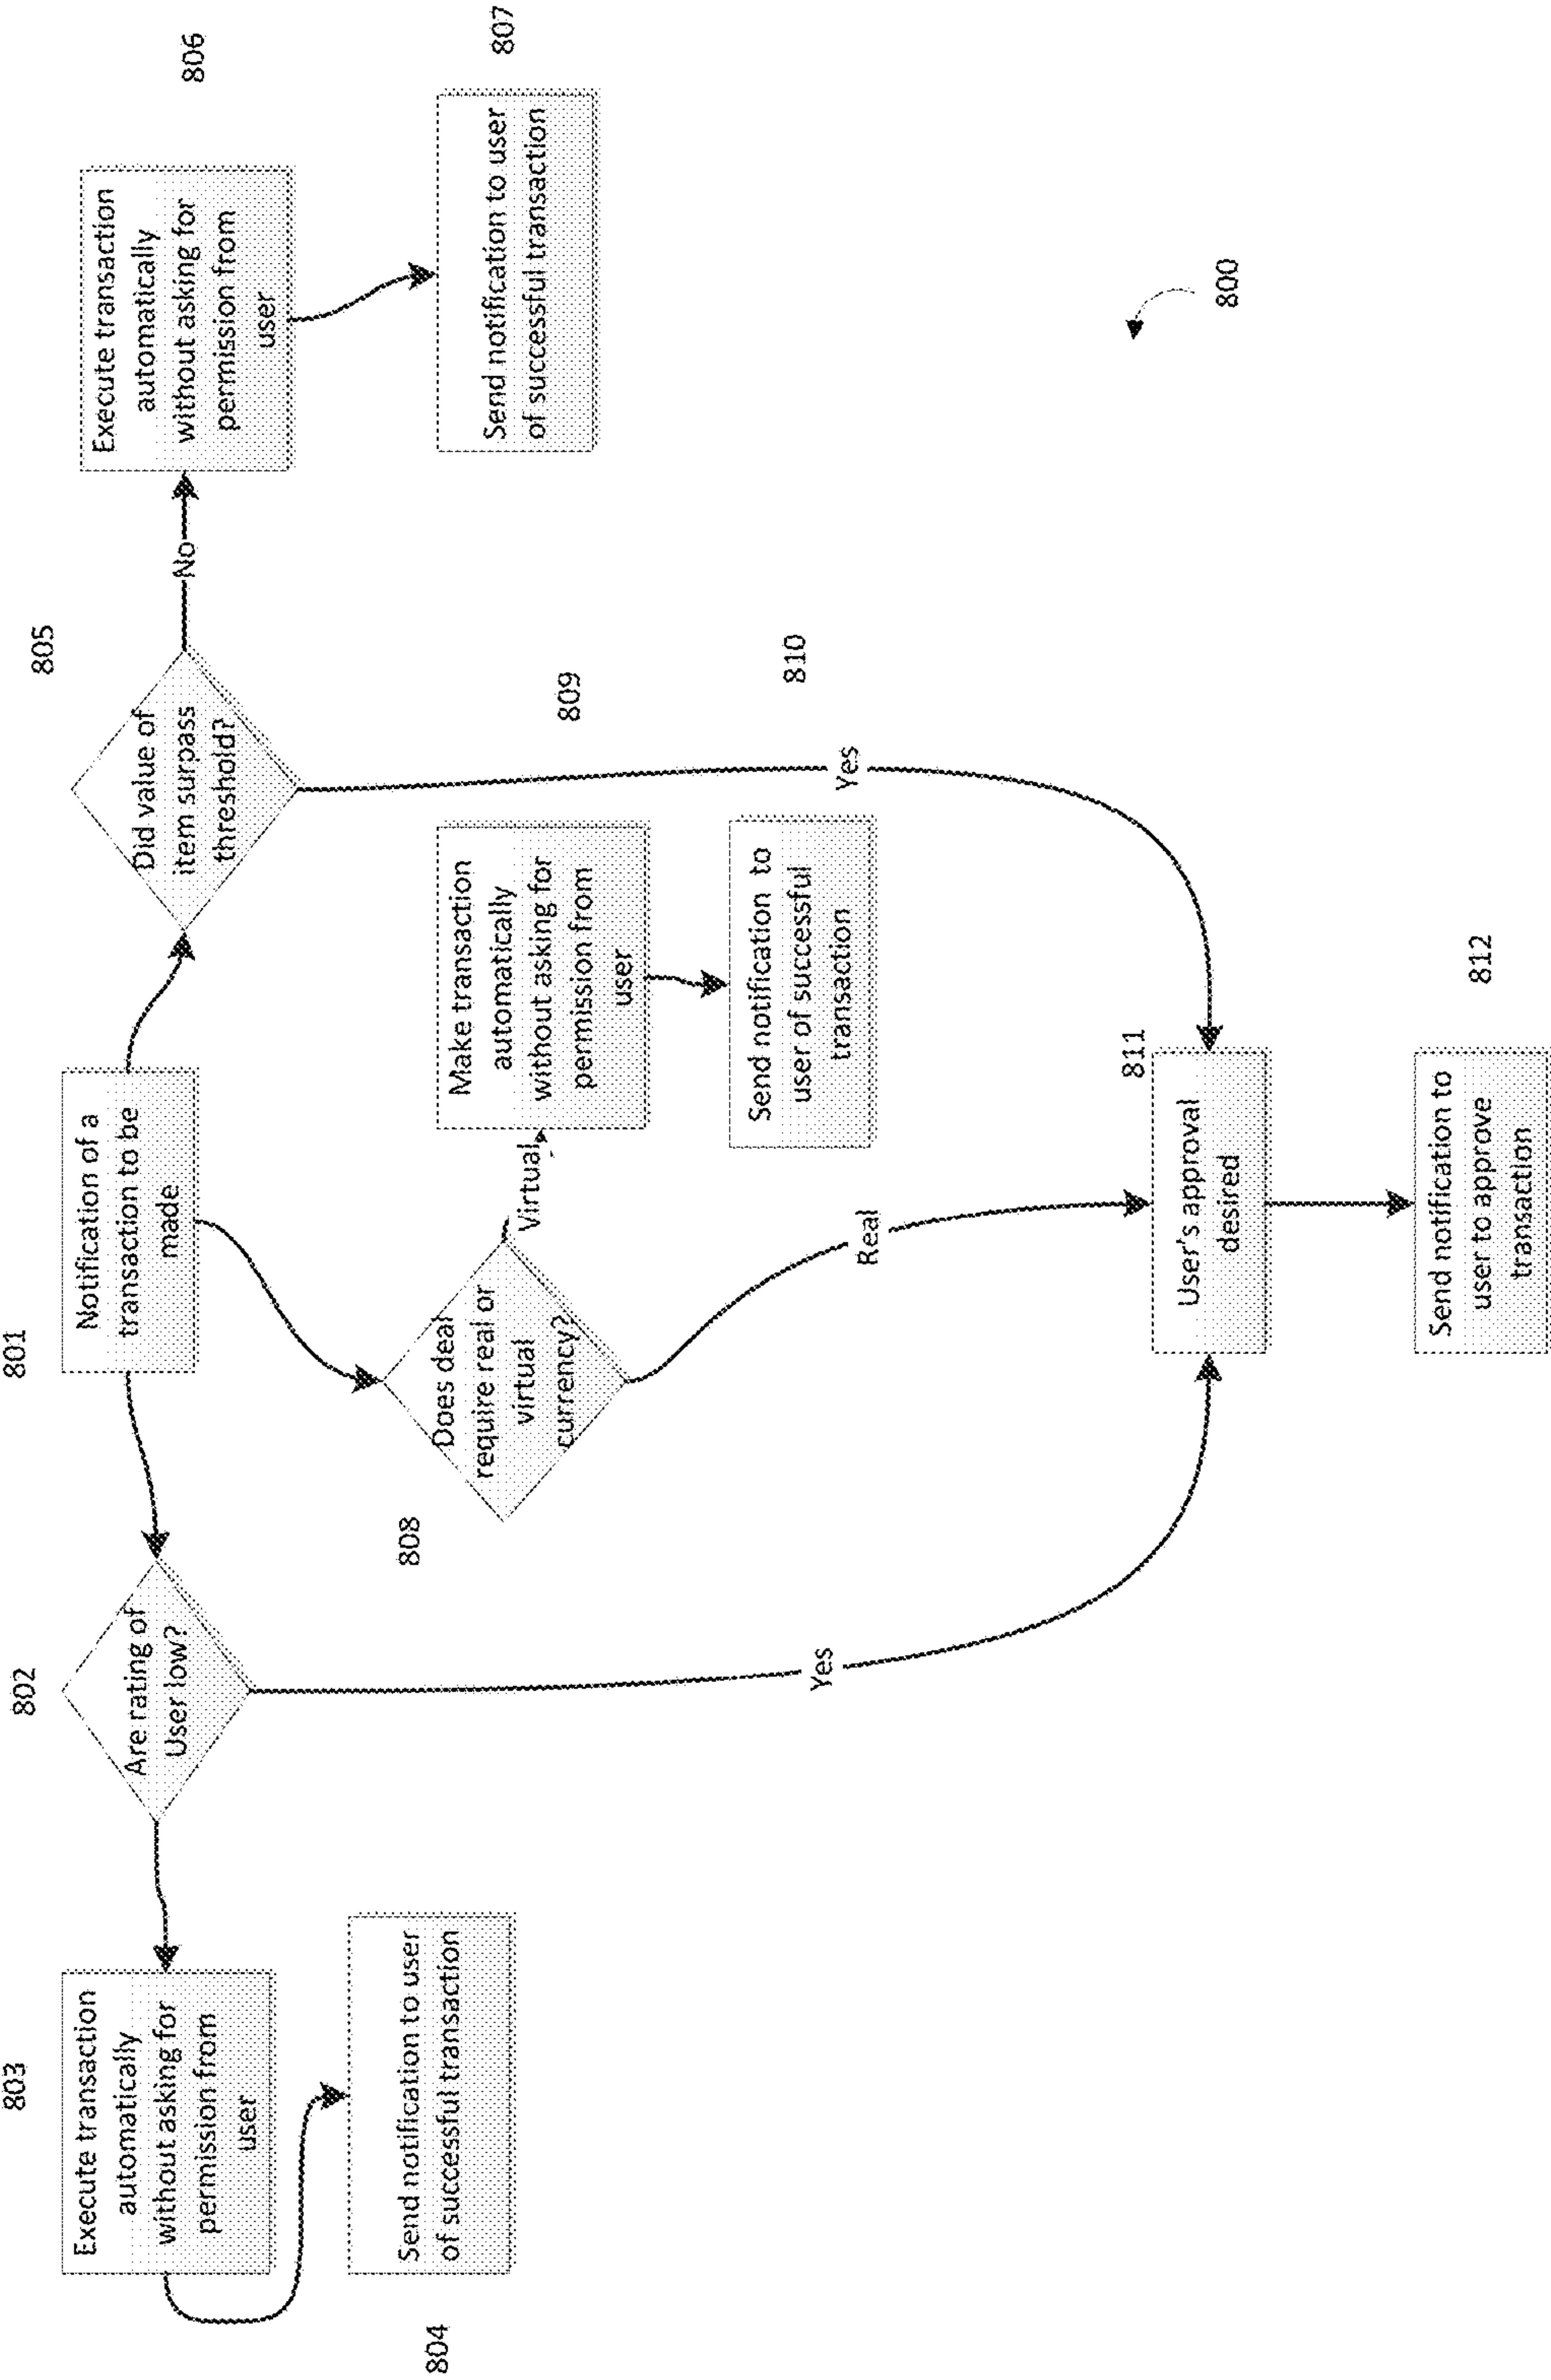 803
Execute transaction
automatically
without asking for
permission from
user
804
Send notification to user
of successful transaction
802
Are rating of
User low?
Yes
801
Notification of a
transaction to be
made
808
Does deal
require real or
virtual
currency?
Virtual
Real
809
Make transaction
automatically
without asking for
permission from
user
810
Send notification to
user of successful
transaction
805
Did value of
item surpass
threshold?
No
Yes
806
Execute transaction
automatically
without asking for
permission from
user
807
Send notification to user
of successful transaction
811
User's approval
desired
812
Send notification to
user to approve
transaction
800